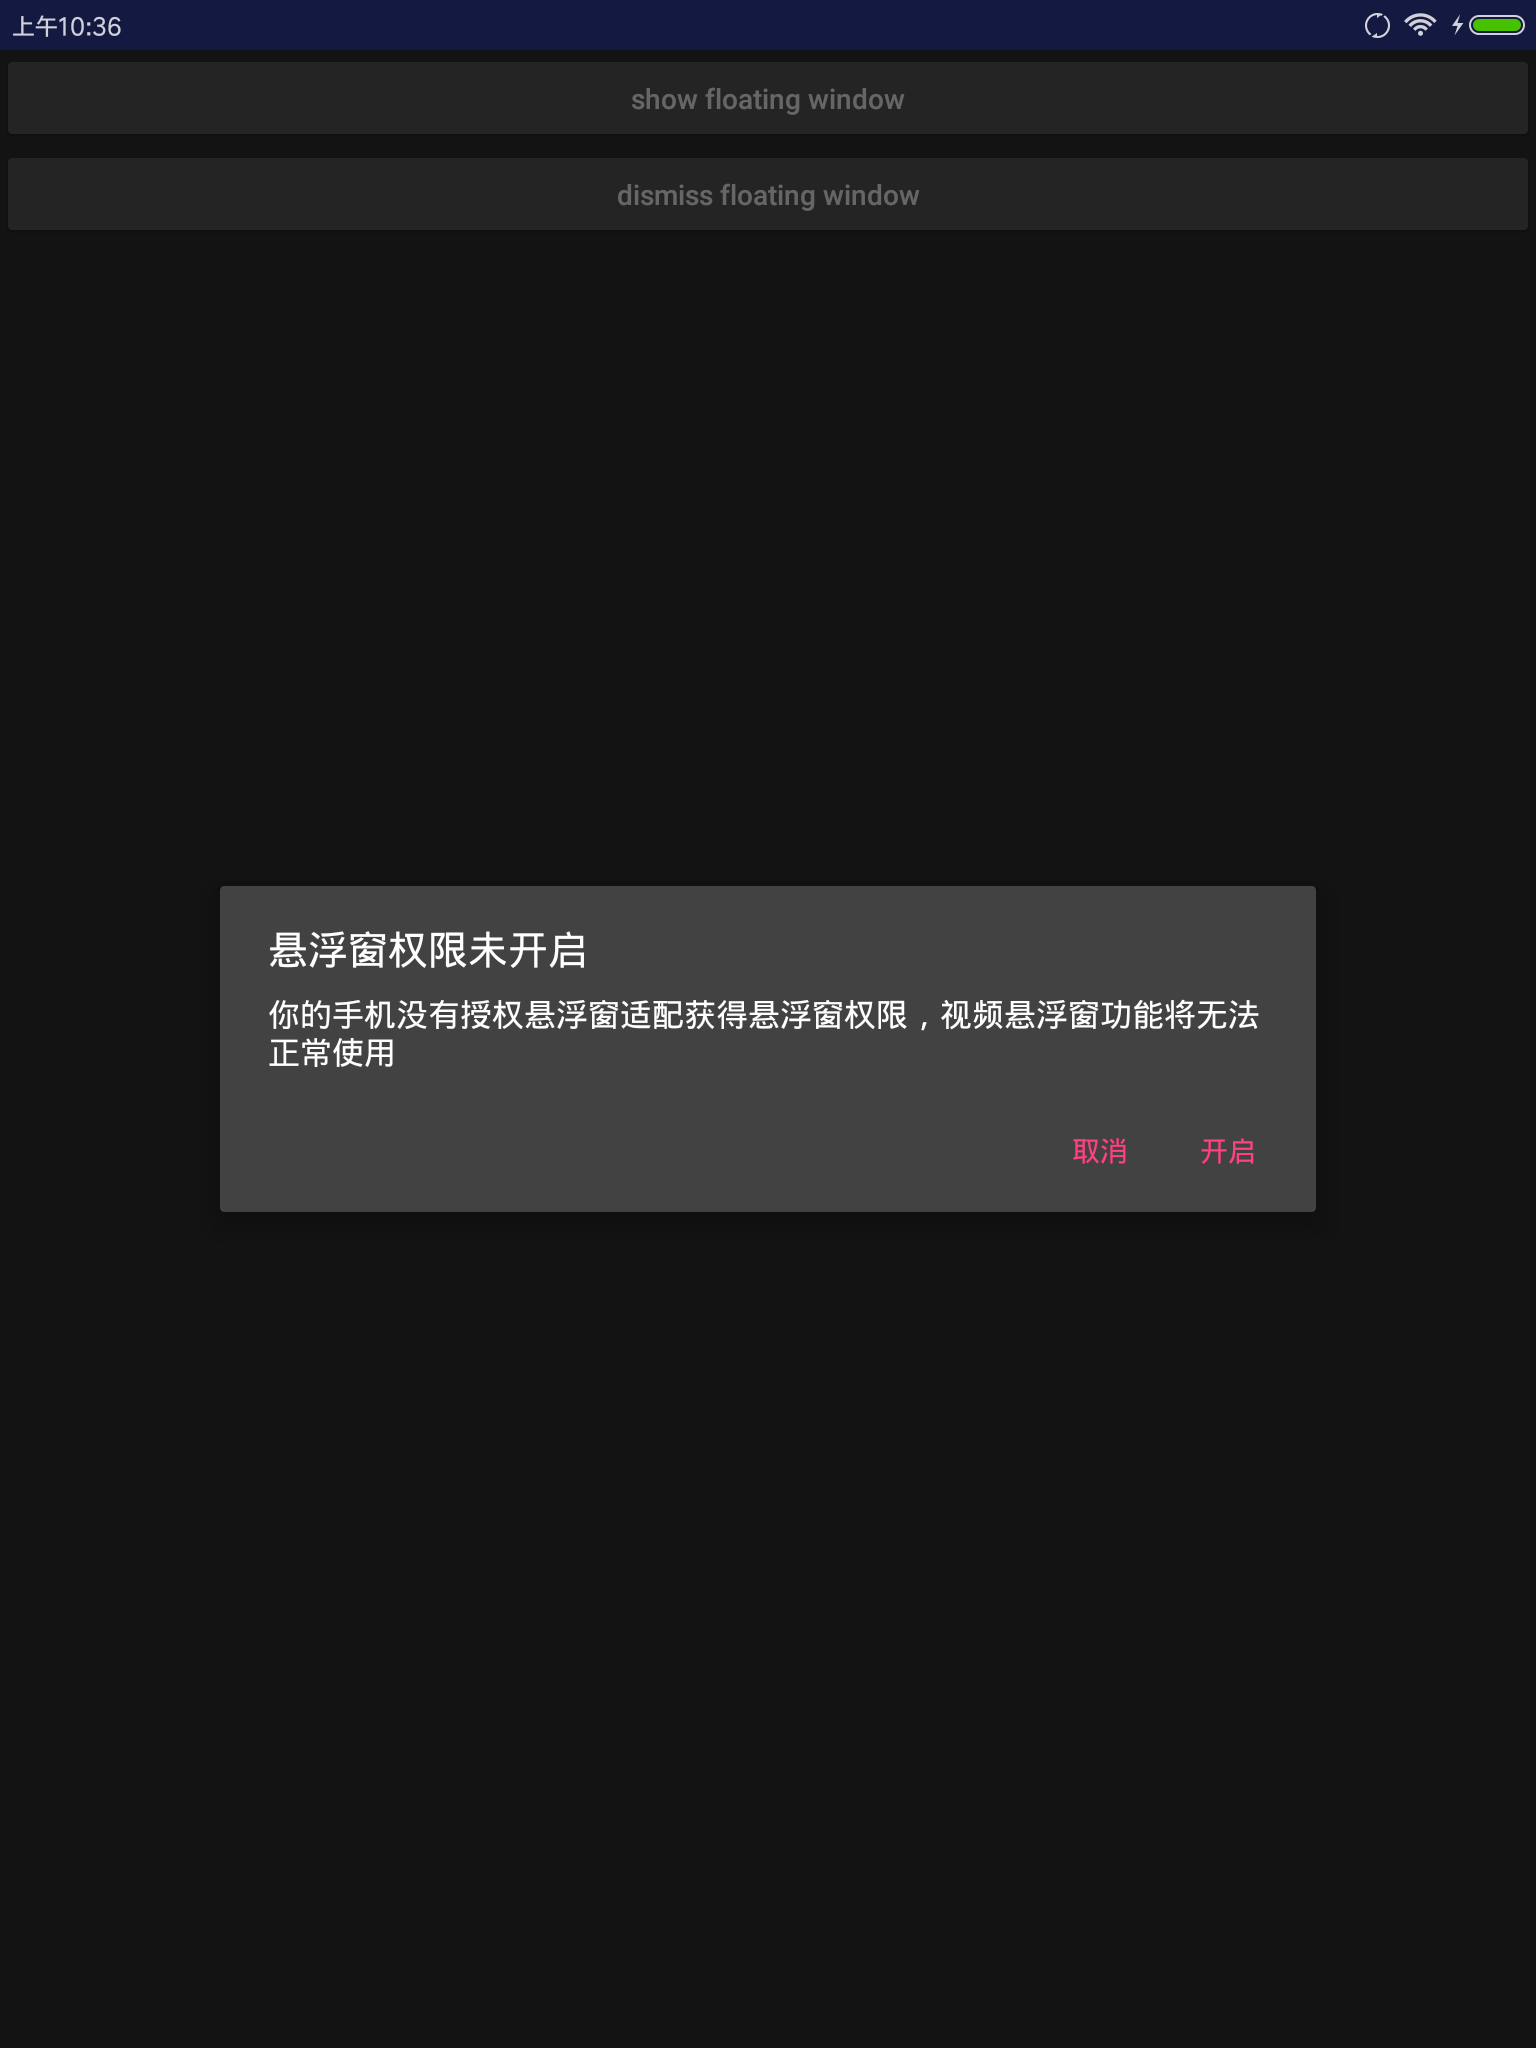 上午10:36
show floating window
dismiss floating window
悬浮窗权限未开启
你的手机没有授权悬浮窗适配获得悬浮窗权限，视频悬浮窗功能将无法
正常使用
取消 开启